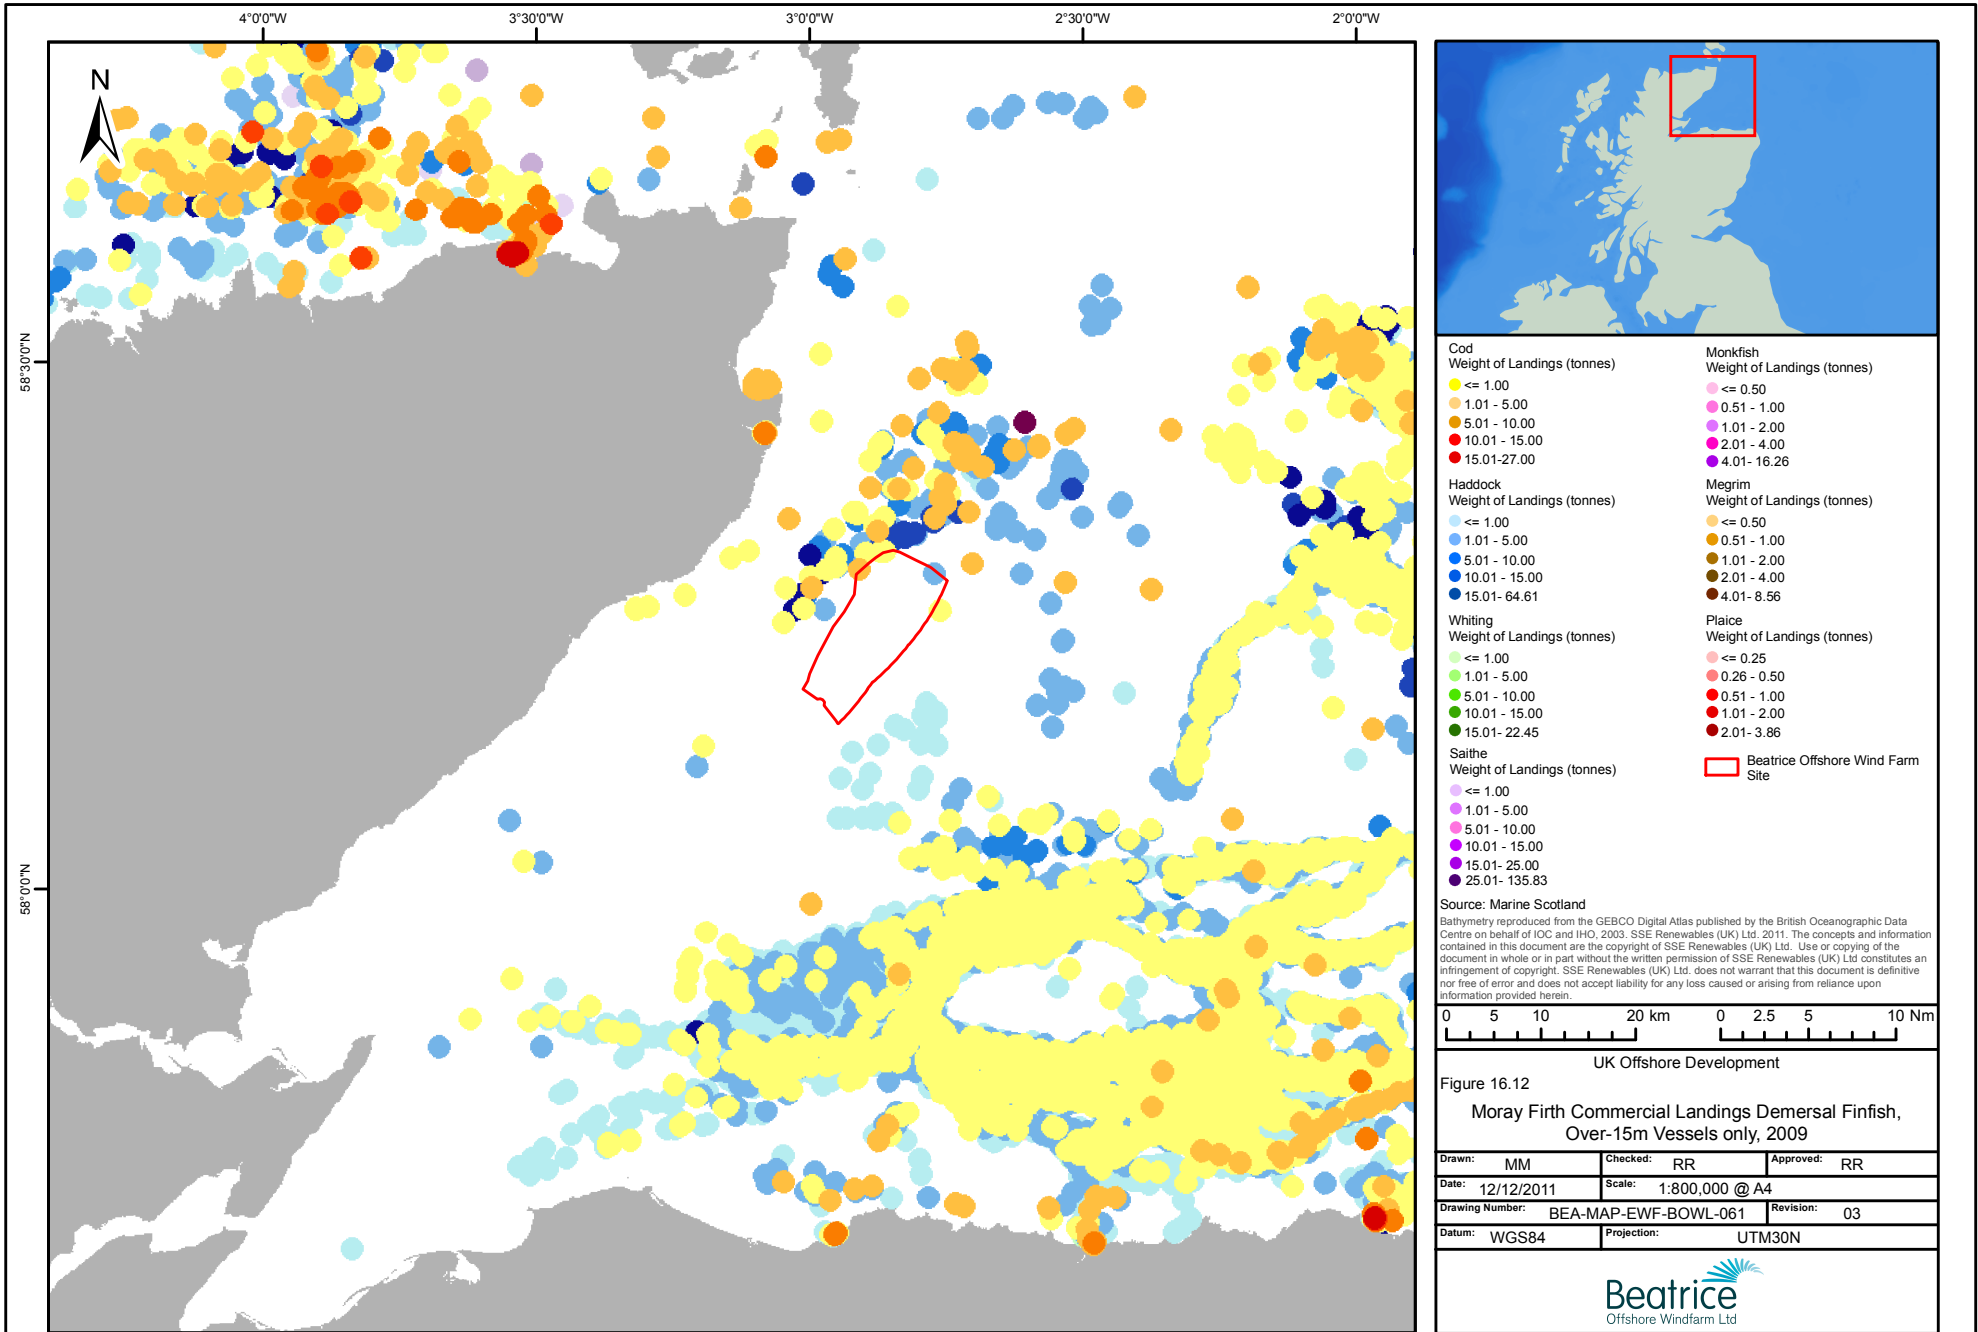 4°0'0"W 3°30'0"W 3°0'0"W 2°30'0"W 2°0'0"W
N
58°30'0"N
58°0'0"N
Cod
Weight of Landings (tonnes)
<= 1.00
1.01 - 5.00
5.01 - 10.00
10.01 - 15.00
15.01-27.00
Haddock
Weight of Landings (tonnes)
<= 1.00
1.01 - 5.00
5.01 - 10.00
10.01 - 15.00
15.01- 64.61
Whiting
Weight of Landings (tonnes)
<= 1.00
1.01 - 5.00
5.01 - 10.00
10.01 - 15.00
15.01- 22.45
Saithe
Weight of Landings (tonnes)
<= 1.00
1.01 - 5.00
5.01 - 10.00
10.01 - 15.00
15.01- 25.00
25.01- 135.83
Monkfish
Weight of Landings (tonnes)
<= 0.50
0.51 - 1.00
1.01 - 2.00
2.01 - 4.00
4.01- 16.26
Megrim
Weight of Landings (tonnes)
<= 0.50
0.51 - 1.00
1.01 - 2.00
2.01 - 4.00
4.01- 8.56
Plaice
Weight of Landings (tonnes)
<= 0.25
0.26 - 0.50
0.51 - 1.00
1.01 - 2.00
2.01- 3.86
Beatrice Offshore Wind Farm
Site
Source: Marine Scotland
Bathymetry reproduced from the GEBCO Digital Atlas published by the British Oceanographic Data
Centre on behalf of IOC and IHO, 2003. SSE Renewables (UK) Ltd. 2011. The concepts and information
contained in this document are the copyright of SSE Renewables (UK) Ltd. Use or copying of the
document in whole or in part without the written permission of SSE Renewables (UK) Ltd constitutes an
infringement of copyright. SSE Renewables (UK) Ltd. does not warrant that this document is definitive
nor free of error and does not accept liability for any loss caused or arising from reliance upon
information provided herein.
0 5 10 20 km 0 2.5 5 10 Nm
UK Offshore Development
Figure 16.12
Moray Firth Commercial Landings Demersal Finfish,
Over-15m Vessels only, 2009
Drawn: MM Checked: RR Approved: RR
Date: 12/12/2011 Scale: 1:800,000 @ A4
Drawing Number: BEA-MAP-EWF-BOWL-061 Revision: 03
Datum: WGS84 Projection: UTM30N
Beatrice
Offshore Windfarm Ltd